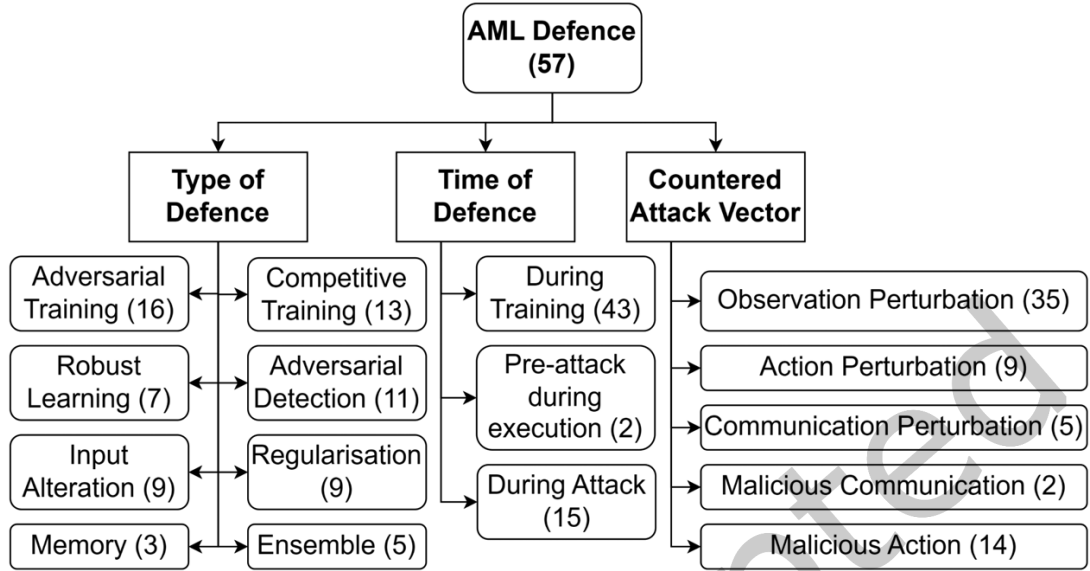 AML Defence
(57)
Type of
Defence
Time of
Defence
Countered
Attack Vector
Adversarial
Training (16)
Competitive
Training (13)
Robust
Learning (7)
Adversarial
Detection (11)
Input
Alteration (9)
Regularisation
(9)
Memory (3)
Ensemble (5)
During
Training (43)
Pre-attack
during
execution (2)
During Attack
(15)
Observation Perturbation (35)
Action Perturbation (9)
Communication Perturbation (5)
Malicious Communication (2)
Malicious Action (14)